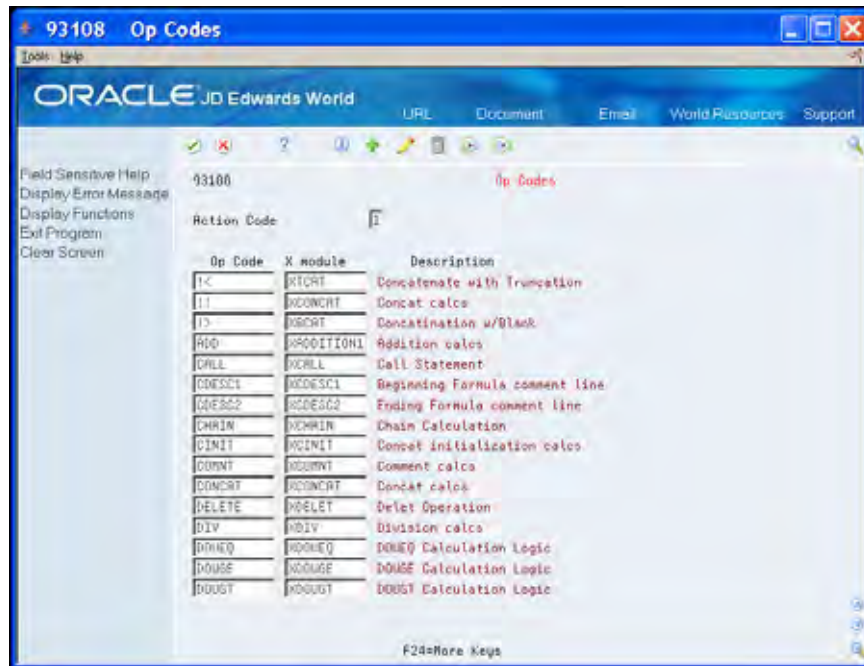 93108 Op Codes
Tools Help
ORACLE JD Edwards World
URL Document Email World Resources Support
Field Sensitive Help
Display Error Message
Display Functions
Exit Program
Clear Screen
93108 Op Codes
Action Code I
Op Code X module Description
!< XTCAT Concatenate with Truncation
!! XCONCAT Concat calcs
!> XBCAT Concatination w/Blank
ADD XADDITION1 Addition calcs
CALL XCALL Call Statement
CDESC1 XCDESC1 Beginning Formula comment line
CDESC2 XCDESC2 Ending Formula comment line
CHAIN XCHAIN Chain Calculation
CINIT XCINIT Concat initialization calcs
COMNT XCOMNT Comment calcs
CONCAT XCONCAT Concat calcs
DELETE XDELET Delet Operation
DIV XDIV Division calcs
DOUEQ XDOUEQ DOUEQ Calculation Logic
DOUGE XDOUGE DOUGE Calculation Logic
DOUGT XDOUGT DOUGT Calculation Logic
F24=More Keys